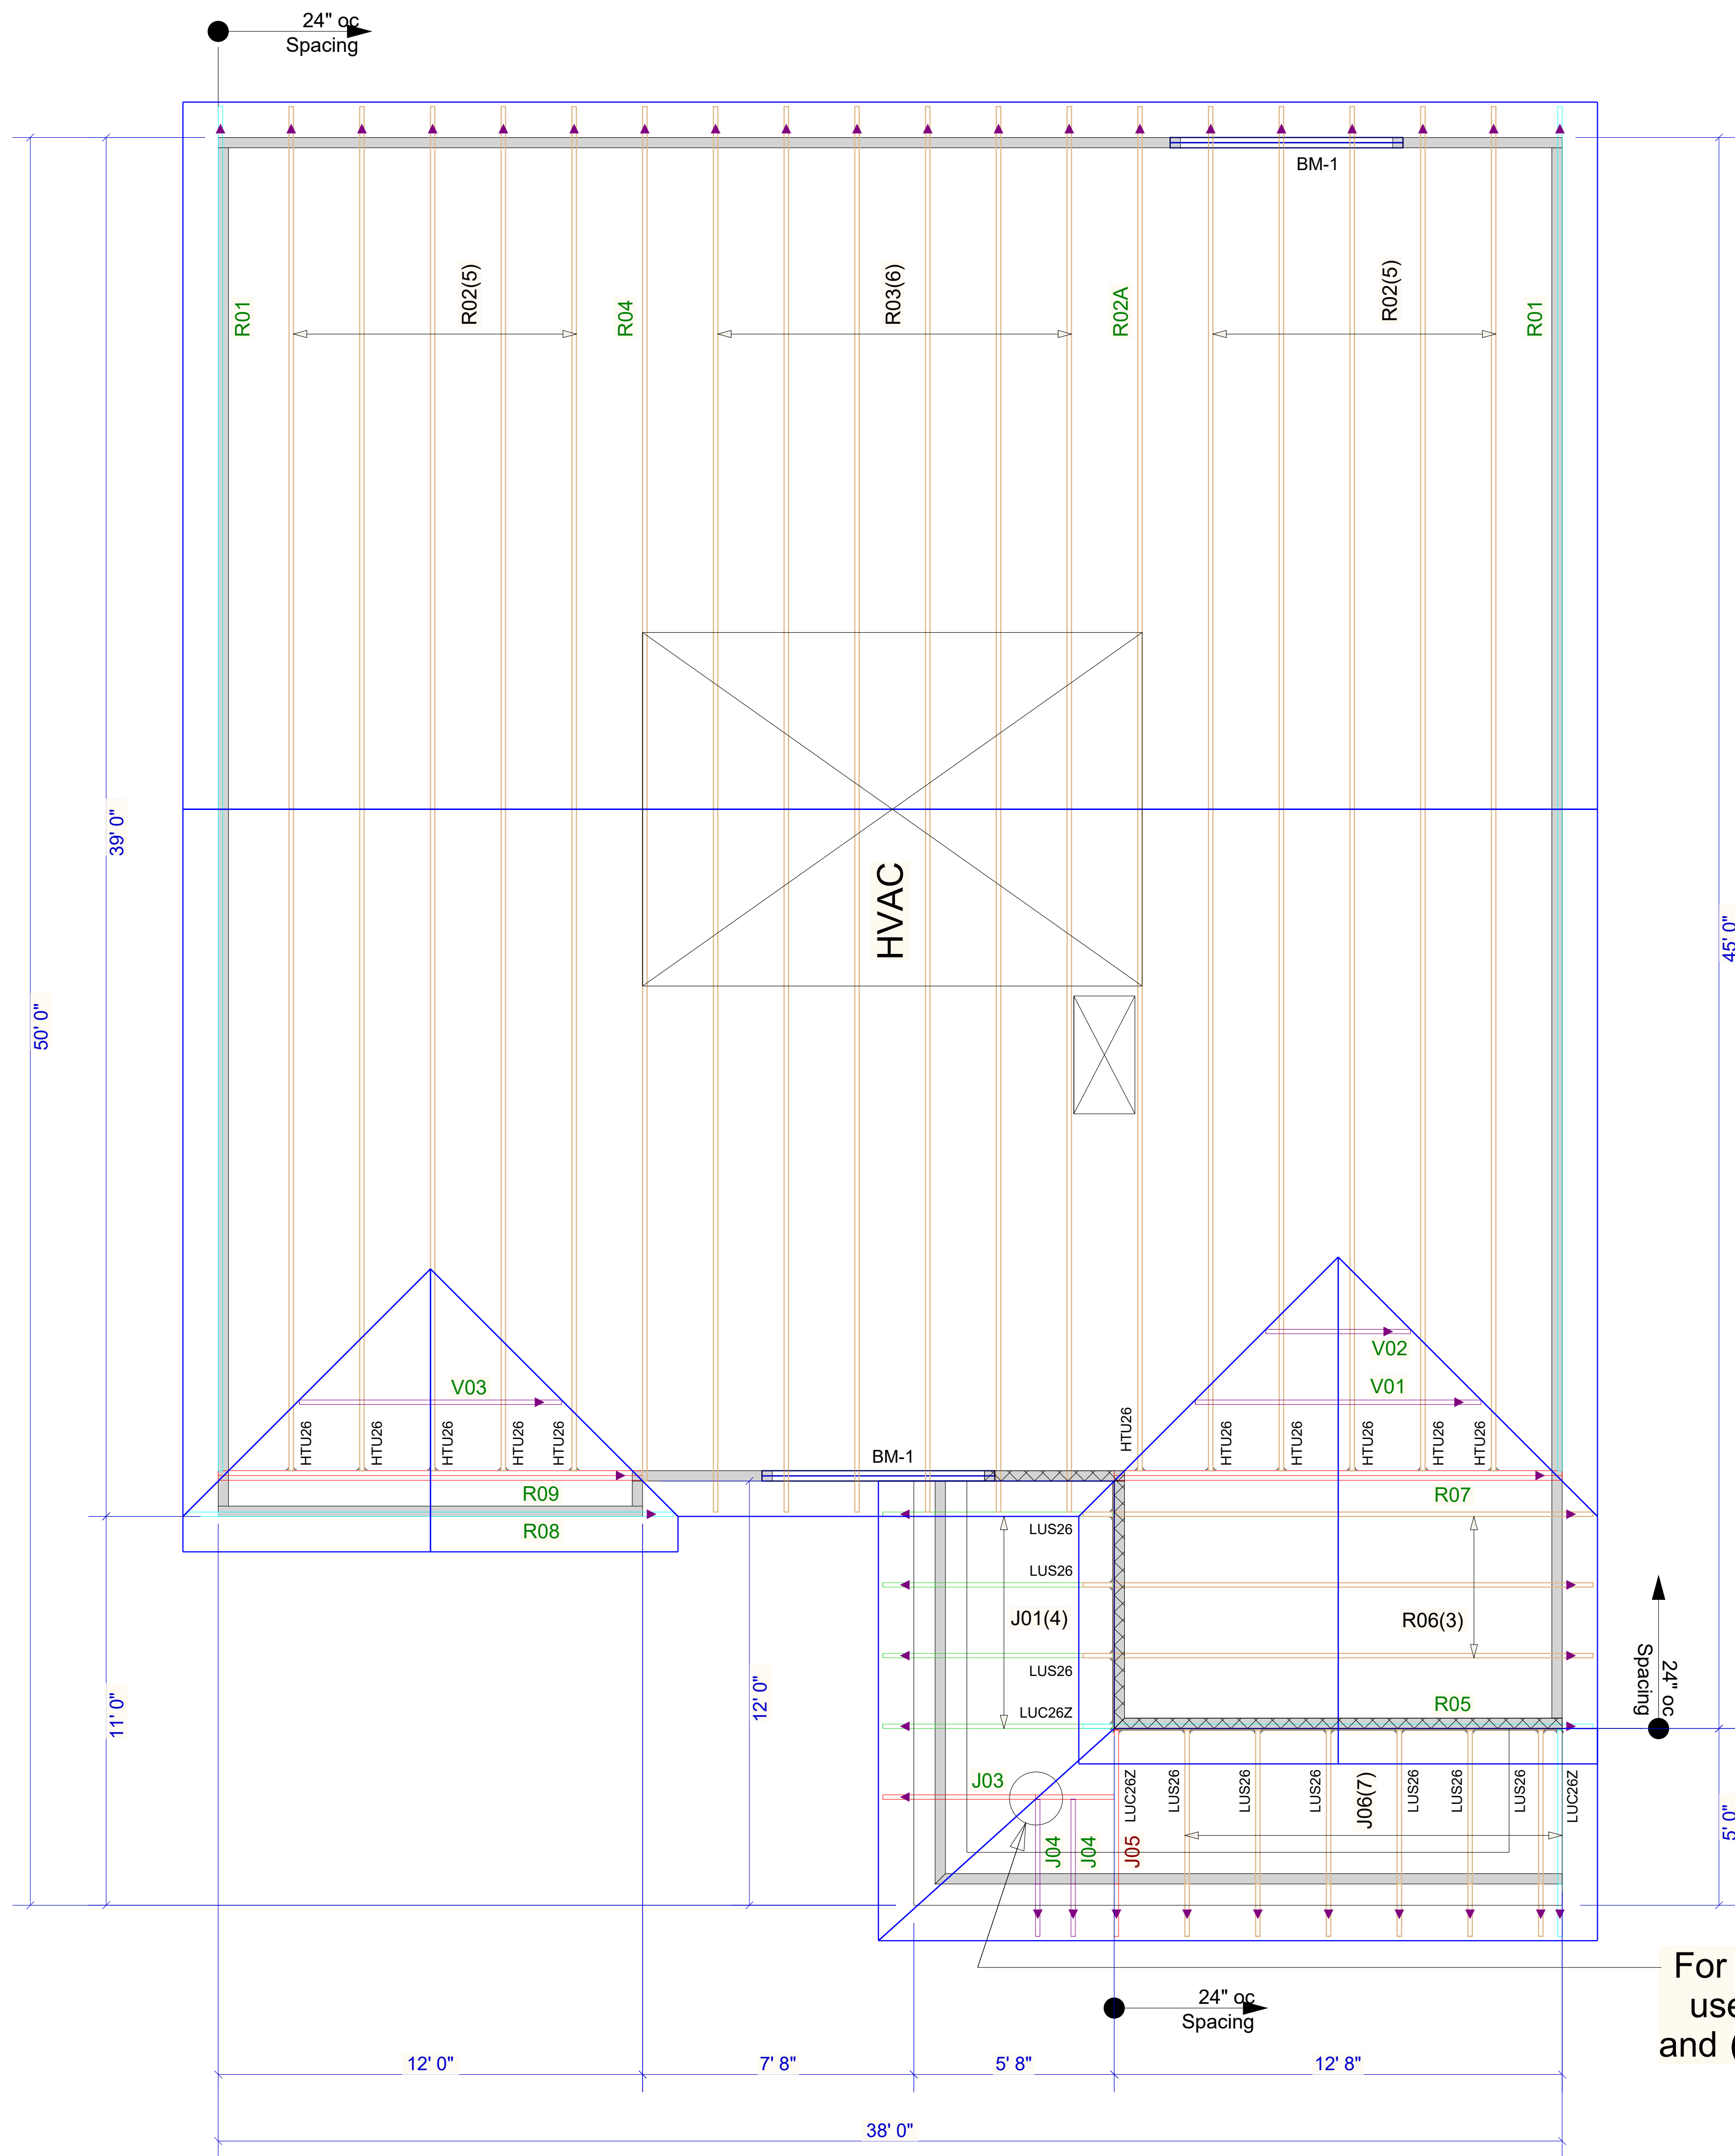 24" oc
Spacing
BM-1
R01
R02(5)
R04
R03(6)
R02A
R02(5)
R01
39' 0"
HVAC
45' 0"
50' 0"
V02
V03
V01
HTU26
HTU26
HTU26
HTU26
HTU26
BM-1
HTU26
HTU26
HTU26
HTU26
HTU26
HTU26
R09
R07
R08
LUS26
LUS26
J01(4)
R06(3)
LUS26
24" oc
Spacing
11' 0"
12' 0"
LUC26Z
R05
J03
LUC26Z
LUS26
LUS26
LUS26
J06(7)
LUS26
LUS26
LUS26
LUC26Z
5' 0"
J04
J04
J05
For
use
and (
24" oc
Spacing
12' 0"
7' 8"
5' 8"
12' 8"
38' 0"